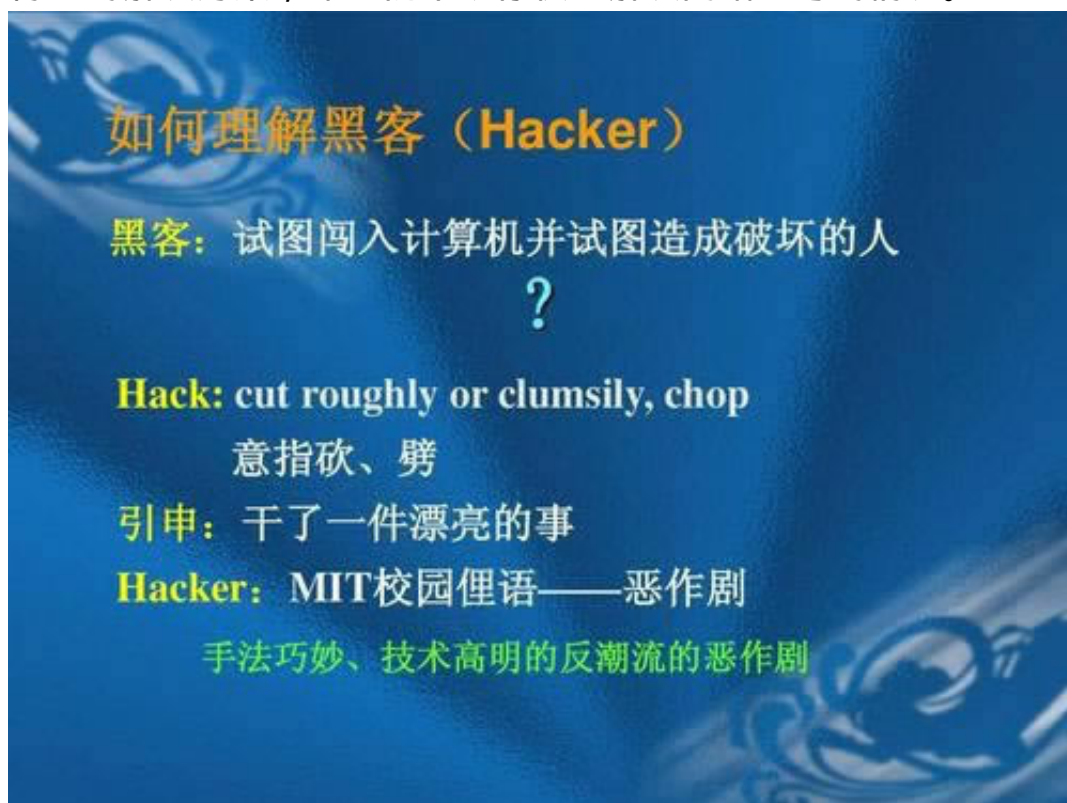 如何理解黑客（Hacker）
黑客：试图闯入计算机并试图造成破坏的人
？
Hack: cut roughly or clumsily, chop
意指砍、劈
引申：干了一件漂亮的事
Hacker：MIT校园俚语——恶作剧
手法巧妙、技术高明的反潮流的恶作剧